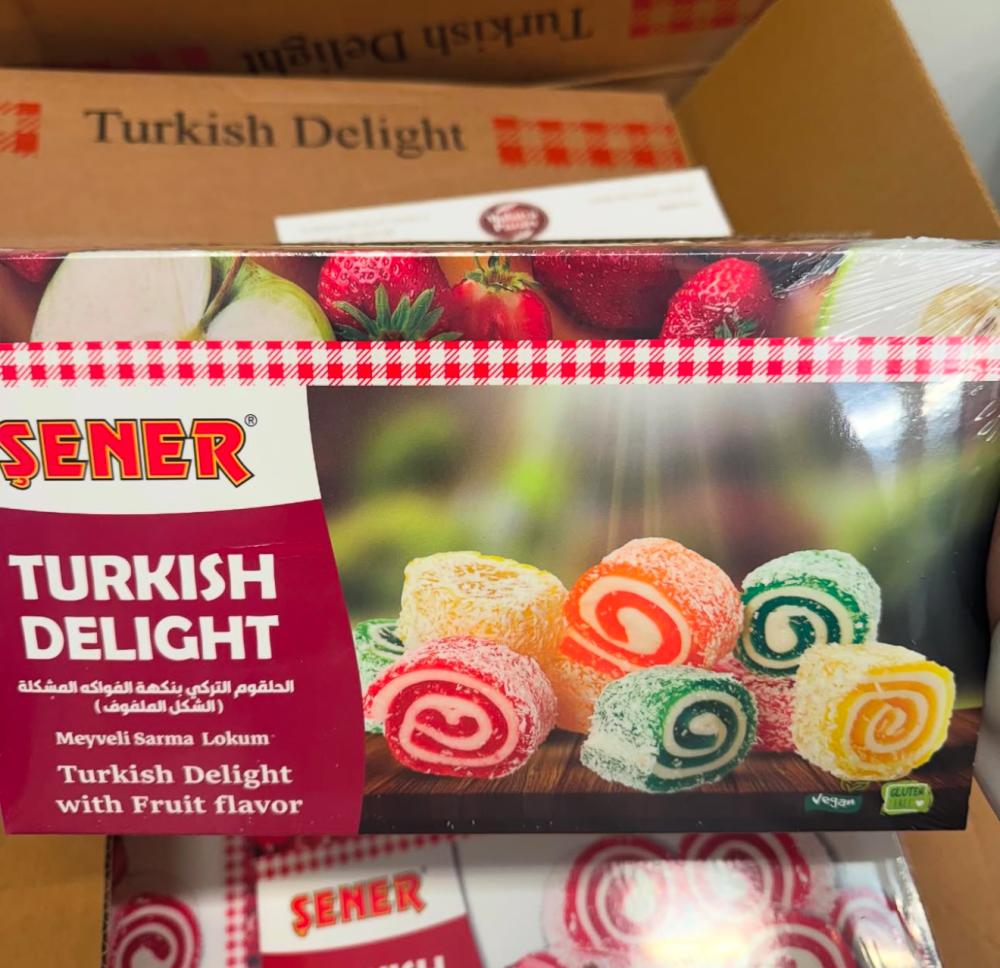 Turkish Delight
Turkish Delight
ŞENER®
TURKISH
DELIGHT
الحلقوم التركي بنكهة الفواكه المشكلة
(الشكل الملفوف)
Meyveli Sarma Lokum
Turkish Delight
with Fruit flavor
Vegan
GLUTEN
FREE
ŞENER